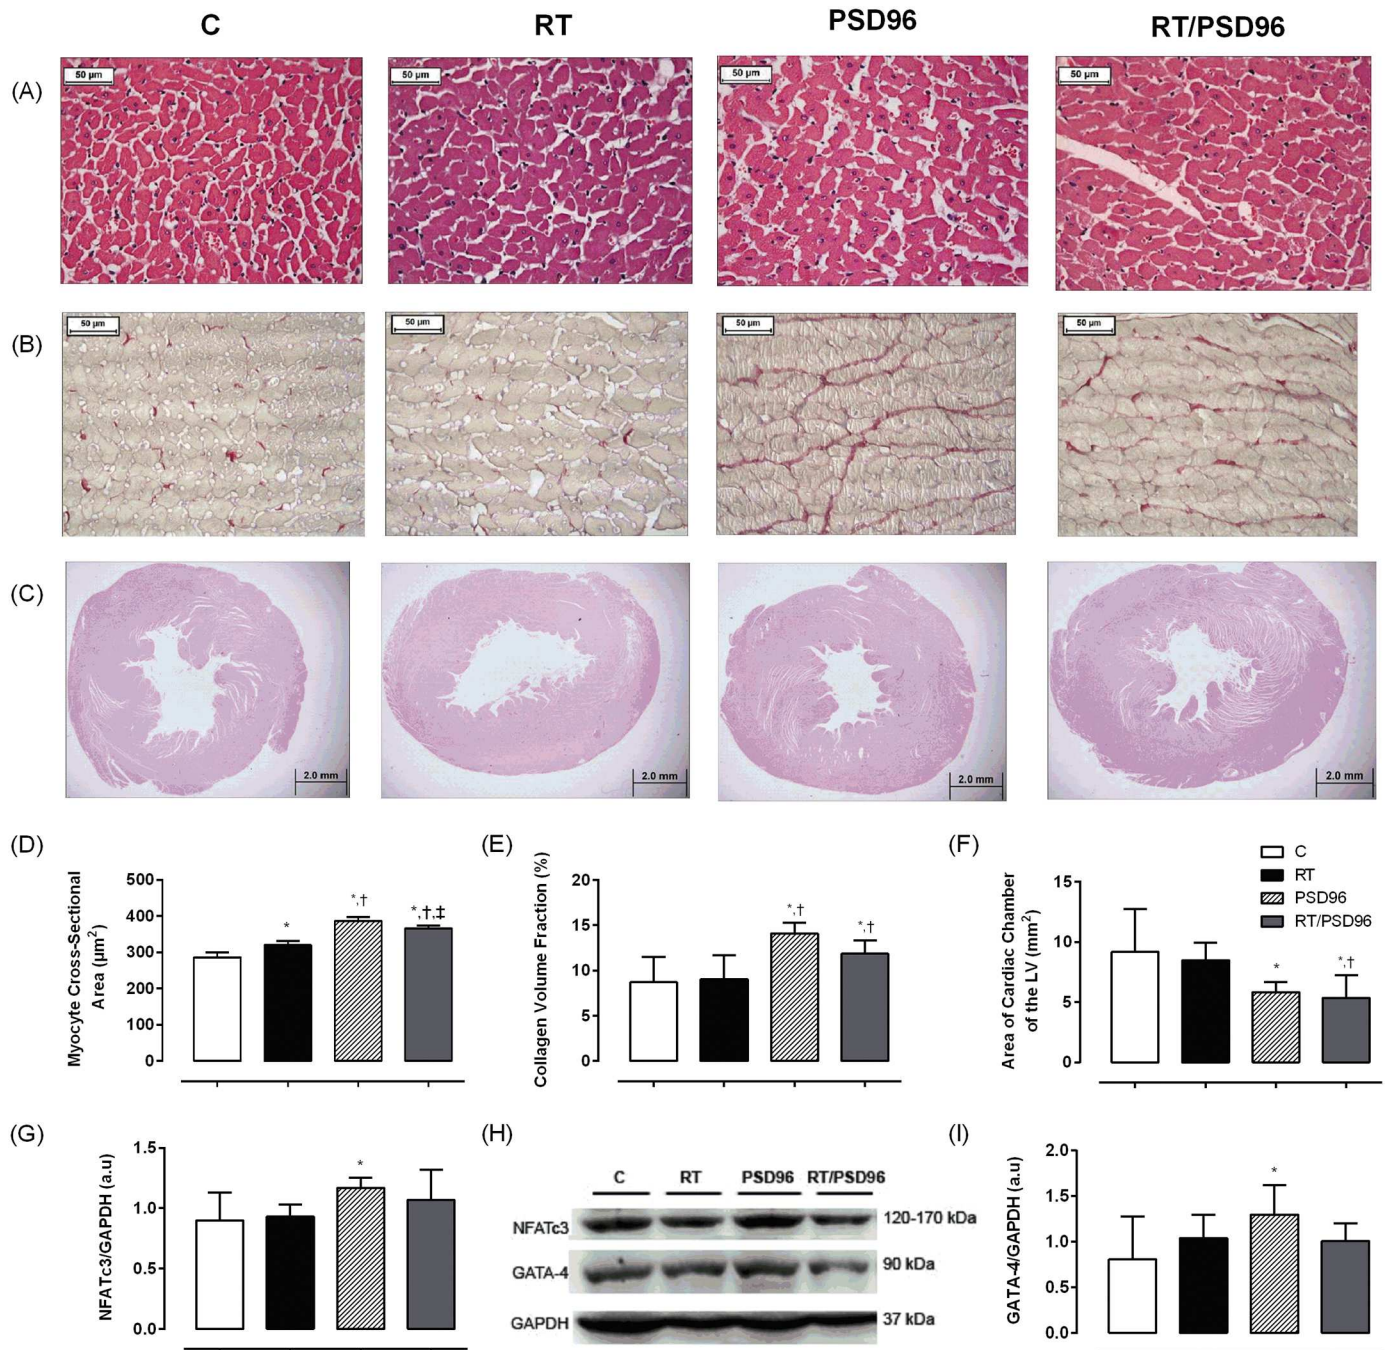 C RT PSD96 RT/PSD96
(A)
50 µm 50 µm 50 µm 50 µm
(B)
50 µm 50 µm 50 µm 50 µm
(C)
2.0 mm 2.0 mm 2.0 mm 2.0 mm
(D)
Myocyte Cross-Sectional
Area (µm²)
500
400
300
200
100
0
*
*,†
*,†,‡
(E)
Collagen Volume Fraction (%)
20
15
10
5
0
*,†
*,†
(F)
Area of Cardiac Chamber
of the LV (mm²)
15
10
5
0
*
*,†
C
RT
PSD96
RT/PSD96
(G)
NFATc3/GAPDH (a.u)
1.5
1.0
0.5
0.0
*
(H)
C RT PSD96 RT/PSD96
NFATc3 120-170 kDa
GATA-4 90 kDa
GAPDH 37 kDa
(I)
GATA-4/GAPDH (a.u)
2.0
1.5
1.0
0.5
0.0
*